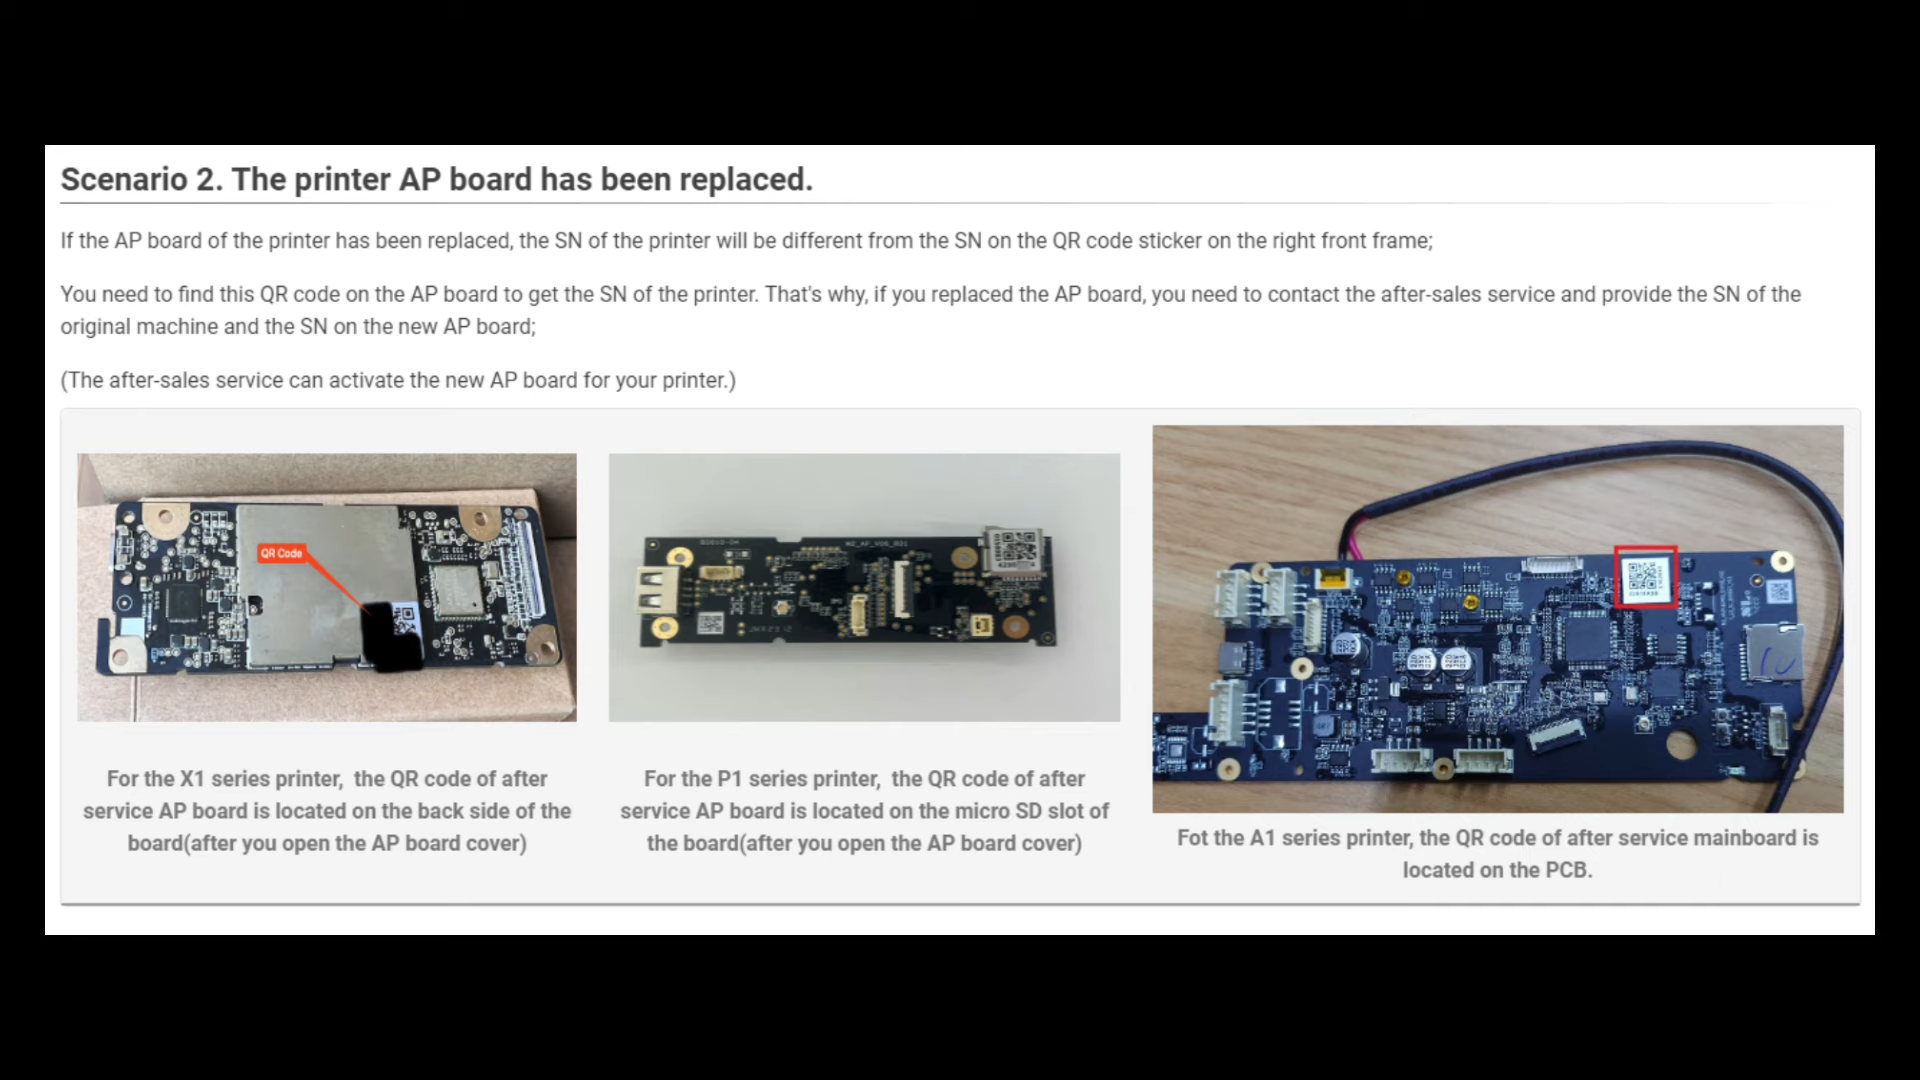 Scenario 2. The printer AP board has been replaced.
If the AP board of the printer has been replaced, the SN of the printer will be different from the SN on the QR code sticker on the right front frame;
You need to find this QR code on the AP board to get the SN of the printer. That's why, if you replaced the AP board, you need to contact the after-sales service and provide the SN of the
original machine and the SN on the new AP board;
(The after-sales service can activate the new AP board for your printer.)
QR Code
For the X1 series printer, the QR code of after
service AP board is located on the back side of the
board(after you open the AP board cover)
For the P1 series printer, the QR code of after
service AP board is located on the micro SD slot of
the board(after you open the AP board cover)
Fot the A1 series printer, the QR code of after service mainboard is
located on the PCB.